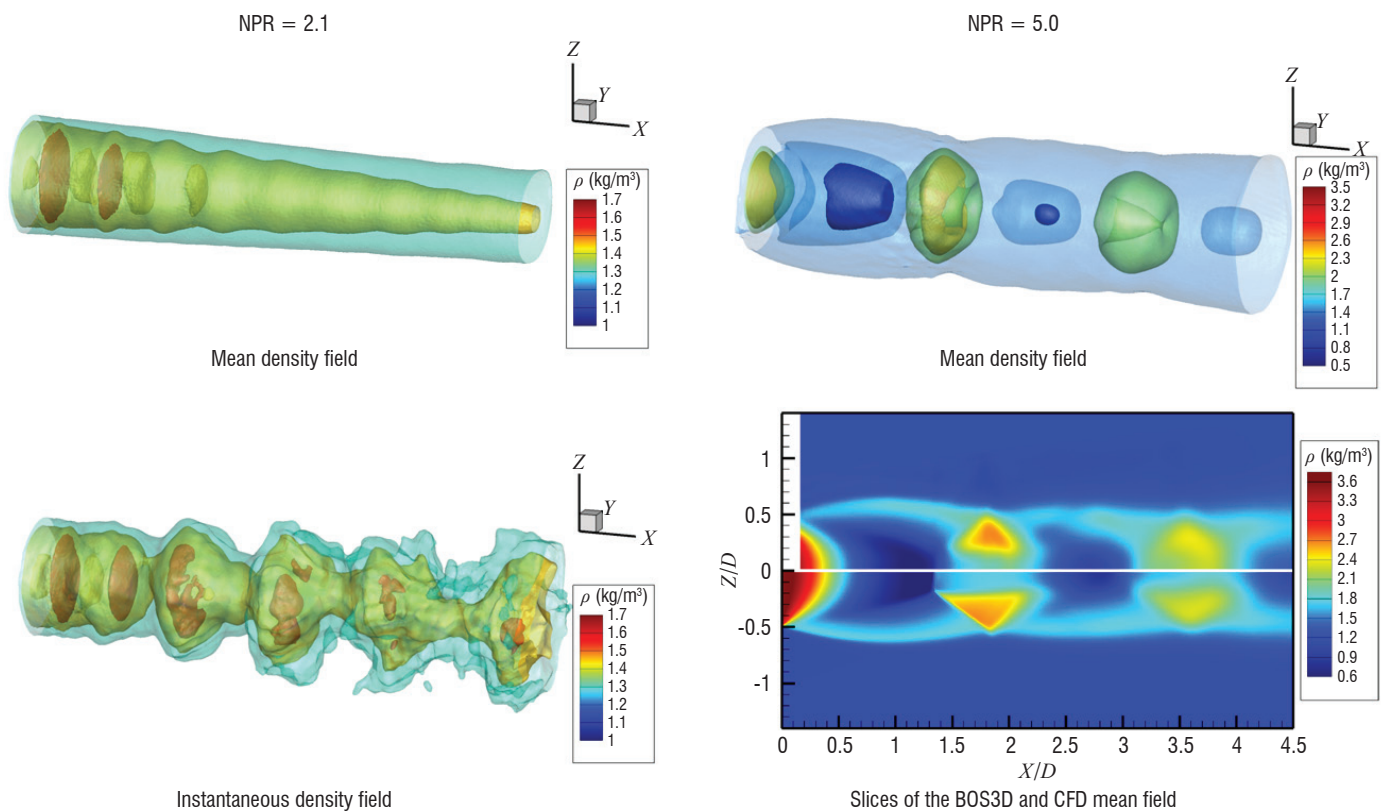 NPR = 2.1
Z
Y
X
ρ (kg/m³)
1.7
1.6
1.5
1.4
1.3
1.2
1.1
1
Mean density field
NPR = 5.0
Z
Y
X
ρ (kg/m³)
3.5
3.2
2.9
2.6
2.3
2
1.7
1.4
1.1
0.8
0.5
Mean density field
Z
Y
X
ρ (kg/m³)
1.7
1.6
1.5
1.4
1.3
1.2
1.1
1
Instantaneous density field
Z/D
1
0.5
0
-0.5
-1
0 0.5 1 1.5 2 2.5 3 3.5 4 4.5
X/D
ρ (kg/m³)
3.6
3.3
3
2.7
2.4
2.1
1.8
1.5
1.2
0.9
0.6
Slices of the BOS3D and CFD mean field